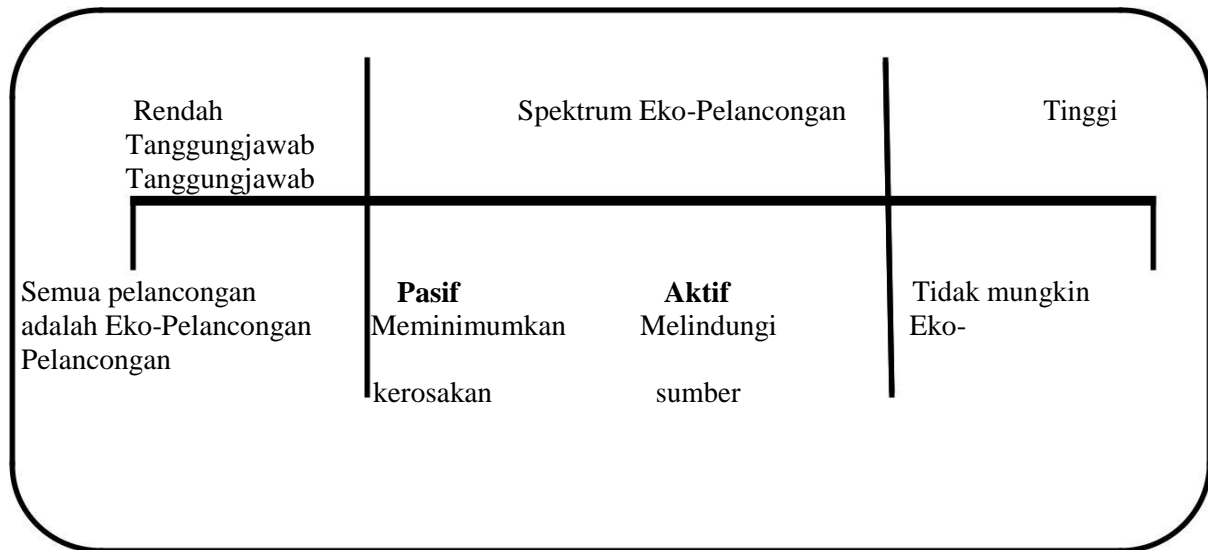 Rendah Spektrum Eko-Pelancongan Tinggi
Tanggungjawab
Tanggungjawab
Semua pelancongan Pasif Aktif Tidak mungkin
adalah Eko-Pelancongan Meminimumkan Melindungi Eko-
Pelancongan
kerosakan sumber